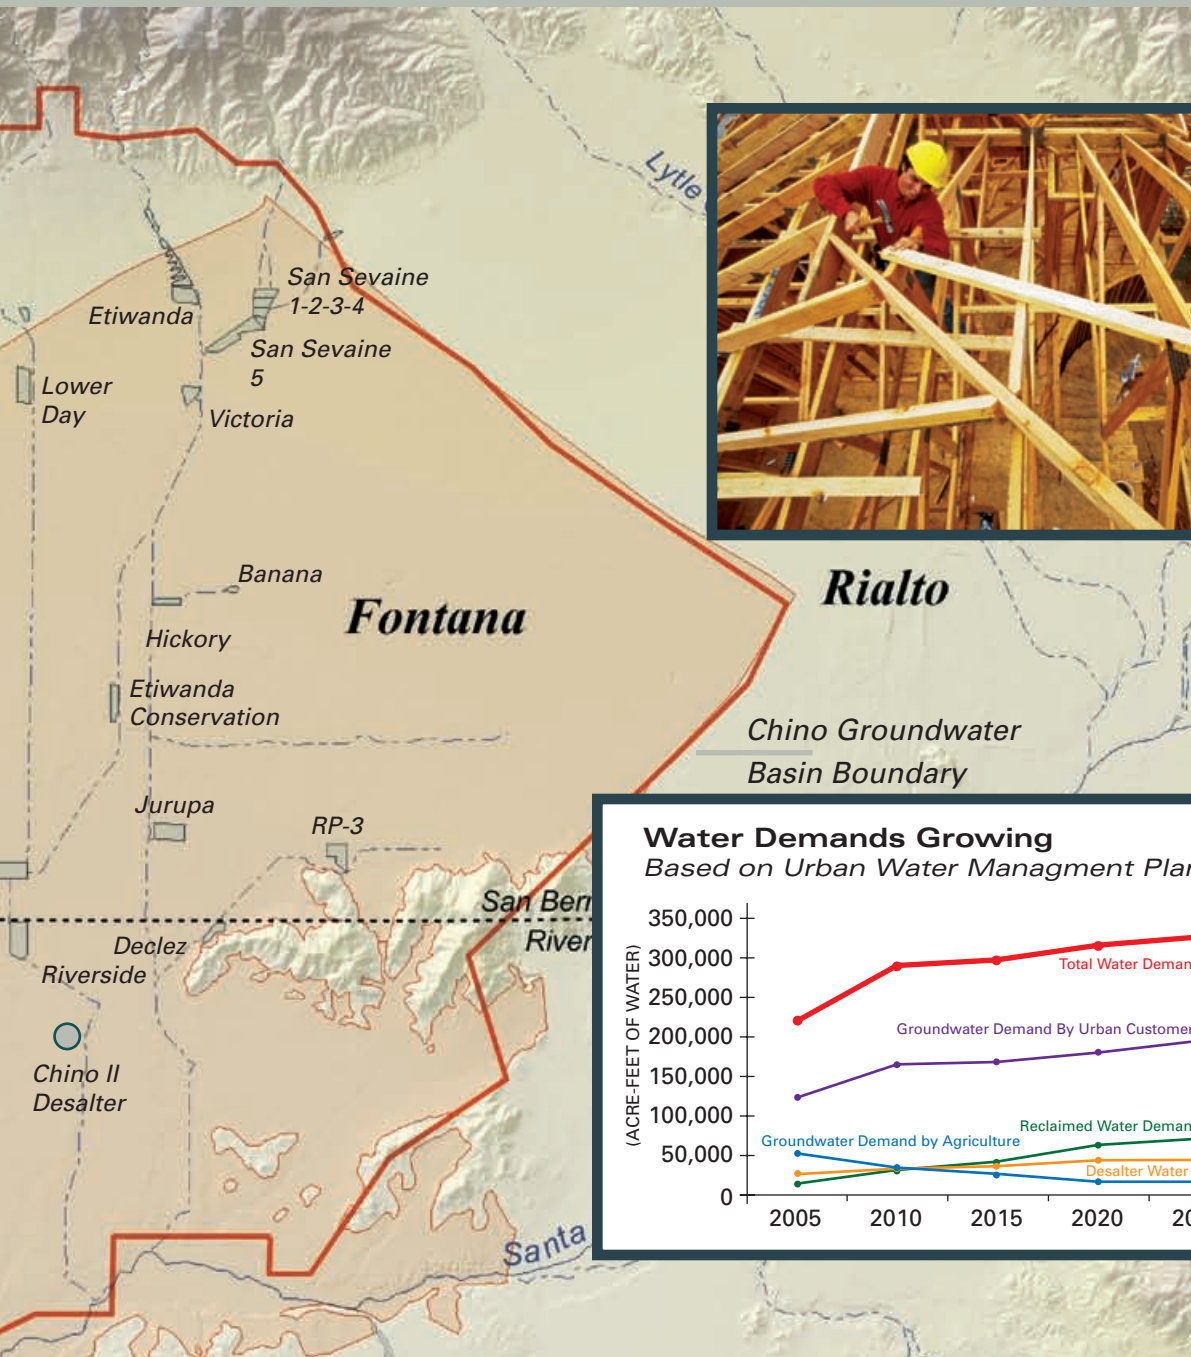 Lytle
San Sevaine
1-2-3-4
Etiwanda
San Sevaine
5
Lower
Day
Victoria
Banana
Fontana
Rialto
Hickory
Etiwanda
Conservation
Chino Groundwater
Basin Boundary
Jurupa
RP-3
San Bern
River
Declez
Riverside
Chino II
Desalter
Santa
Water Demands Growing
Based on Urban Water Managment Plan
(ACRE-FEET OF WATER)
350,000
300,000
250,000
200,000
150,000
100,000
50,000
0
Total Water Deman
Groundwater Demand By Urban Customer
Reclaimed Water Deman
Groundwater Demand by Agriculture
Desalter Water
2005 2010 2015 2020 20